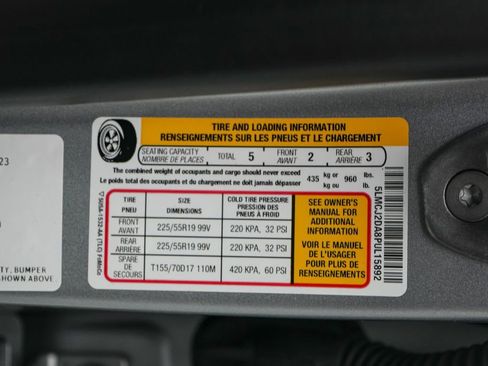 TIRE AND LOADING INFORMATION
RENSEIGNEMENTS SUR LES PNEUS ET LE CHARGEMENT
SEATING CAPACITY
NOMBRE DE PLACES
TOTAL 5
FRONT
AVANT
2
REAR
ARRIÈRE
3
The combined weight of occupants and cargo should never exceed
Le poids total des occupants et du chargement ne doit jamais dépasser
435
kg or
kg ou
960
lbs.
lb.
TIRE
PNEU
SIZE
DIMENSIONS
COLD TIRE PRESSURE
PRESSION DES
PNEUS À FROID
FRONT
AVANT
225/55R19 99V
220 KPA, 32 PSI
REAR
ARRIÈRE
225/55R19 99V
220 KPA, 32 PSI
SPARE
DE SECOURS
T155/70D17 110M
420 KPA, 60 PSI
SEE OWNER'S
MANUAL FOR
ADDITIONAL
INFORMATION
VOIR LE MANUEL
DE L'USAGER
POUR PLUS DE
RENSEIGNEMENTS
5LMCJ2DA8PUL15892
23
TY, BUMPER
SHOWN ABOVE